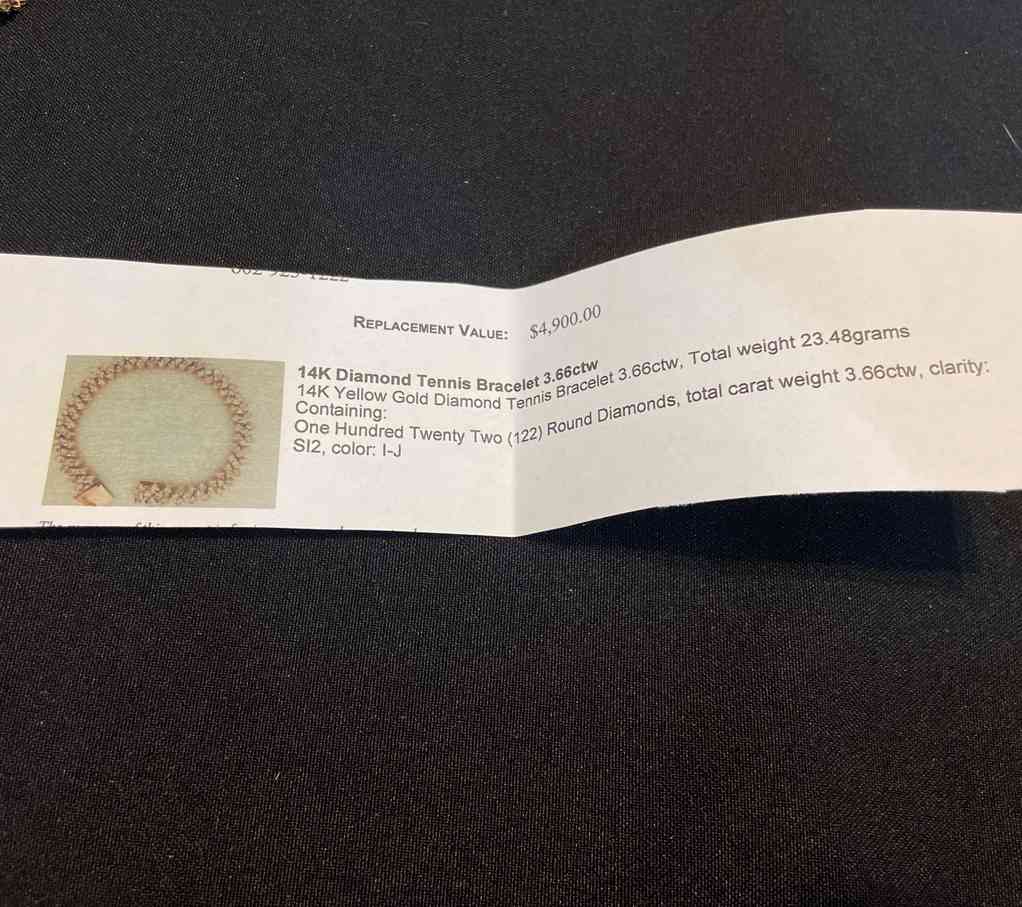 REPLACEMENT VALUE: $4,900.00
14K Diamond Tennis Bracelet 3.66ctw
14K Yellow Gold Diamond Tennis Bracelet 3.66ctw, Total weight 23.48grams
Containing:
One Hundred Twenty Two (122) Round Diamonds, total carat weight 3.66ctw, clarity:
SI2, color: I-J